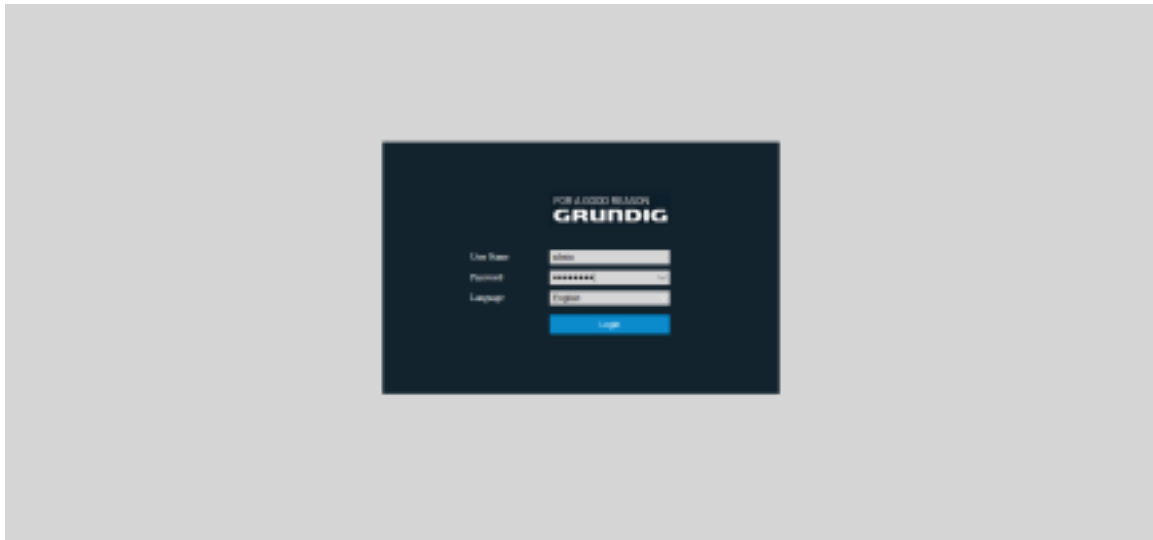 FOR A GOOD REASON
GRUNDIG
User Name admin
Password ••••••••
Language English
Login